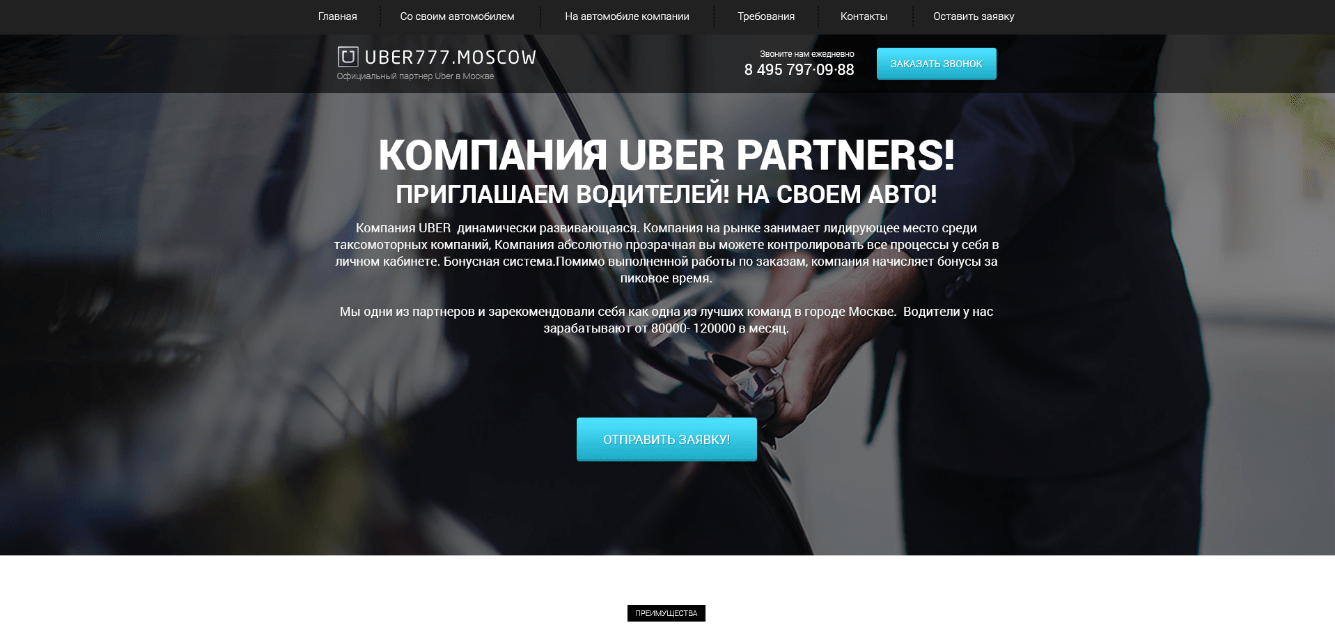 Главная
Со своим автомобилем
На автомобиле компании
Требования
Контакты
Оставить заявку
UBER777.MOSCOW
Официальный партнер Uber в Москве
Звоните нам ежедневно
8 495 797·09·88
ЗАКАЗАТЬ ЗВОНОК
КОМПАНИЯ UBER PARTNERS!
ПРИГЛАШАЕМ ВОДИТЕЛЕЙ! НА СВОЕМ АВТО!
Компания UBER  динамически развивающаяся. Компания на рынке занимает лидирующее место среди
таксомоторных компаний, Компания абсолютно прозрачная вы можете контролировать все процессы у себя в
личном кабинете. Бонусная система.Помимо выполненной работы по заказам, компания начисляет бонусы за
пиковое время.
Мы одни из партнеров и зарекомендовали себя как одна из лучших команд в городе Москве.  Водители у нас
зарабатывают от 80000- 120000 в месяц.
ОТПРАВИТЬ ЗАЯВКУ!
ПРЕИМУЩЕСТВА